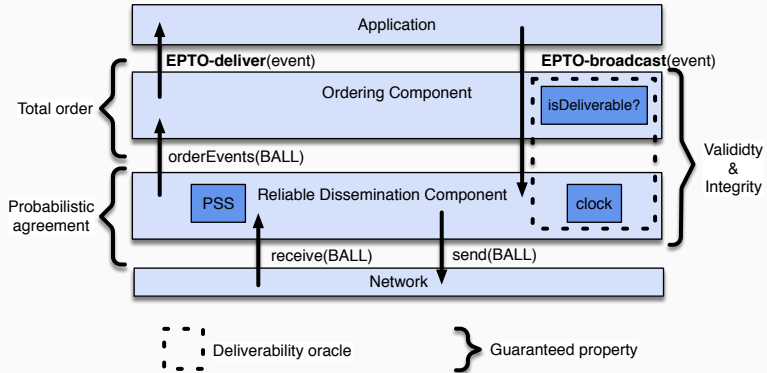 Application
EPTO-deliver(event)
EPTO-broadcast(event)
Total order
Ordering Component
isDeliverable?
orderEvents(BALL)
Validity
&
Integrity
Probabilistic
agreement
PSS
Reliable Dissemination Component
clock
receive(BALL)
send(BALL)
Network
Deliverability oracle
Guaranteed property